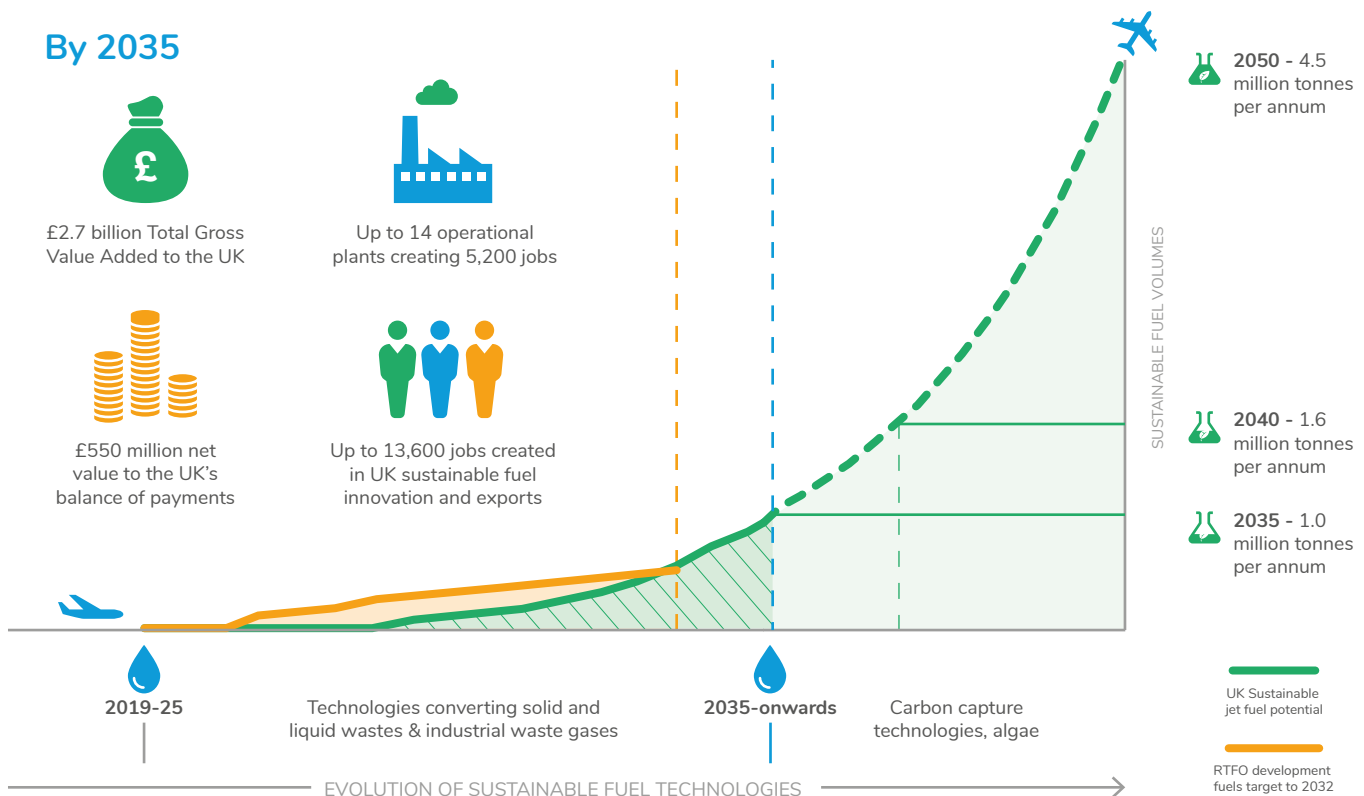 By 2035
£
£2.7 billion Total Gross
Value Added to the UK
Up to 14 operational
plants creating 5,200 jobs
£550 million net
value to the UK's
balance of payments
Up to 13,600 jobs created
in UK sustainable fuel
innovation and exports
2050 - 4.5
million tonnes
per annum
SUSTAINABLE FUEL VOLUMES
2040 - 1.6
million tonnes
per annum
2035 - 1.0
million tonnes
per annum
2019-25
Technologies converting solid and
liquid wastes & industrial waste gases
2035-onwards
Carbon capture
technologies, algae
UK Sustainable
jet fuel potential
RTFO development
fuels target to 2032
EVOLUTION OF SUSTAINABLE FUEL TECHNOLOGIES